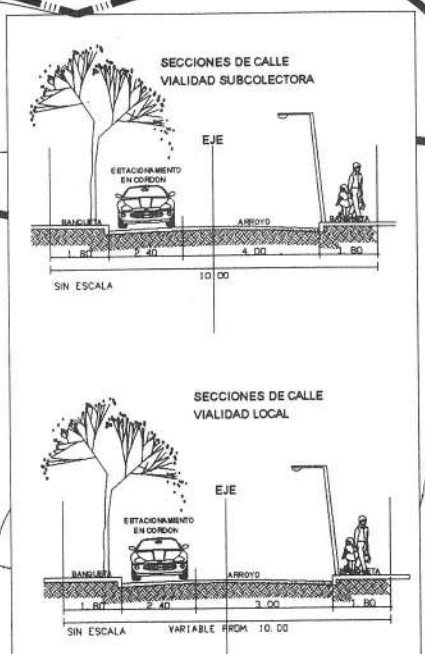 SECCIONES DE CALLE
VIALIDAD SUBCOLECTORA
EJE
ESTACIONAMIENTO
EN CORDON
BANQUETA ARROYO BANQUETA
1.80 2.40 4.00 1.80
10.00
SIN ESCALA
SECCIONES DE CALLE
VIALIDAD LOCAL
EJE
ESTACIONAMIENTO
EN CORDON
BANQUETA ARROYO BANQUETA
1.80 2.40 3.00 1.80
SIN ESCALA VARIABLE PROM. 10.00